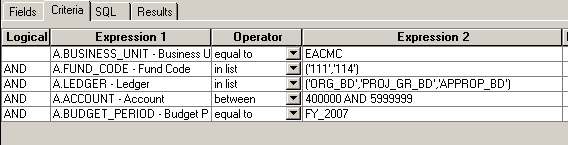 Fields Criteria SQL Results
Logical Expression 1 Operator Expression 2
A.BUSINESS_UNIT - Business U equal to EACMC
AND A.FUND_CODE - Fund Code in list ('111','114')
AND A.LEDGER - Ledger in list ('ORG_BD','PROJ_GR_BD','APPROP_BD')
AND A.ACCOUNT - Account between 400000 AND 5999999
AND A.BUDGET_PERIOD - Budget P equal to FY_2007